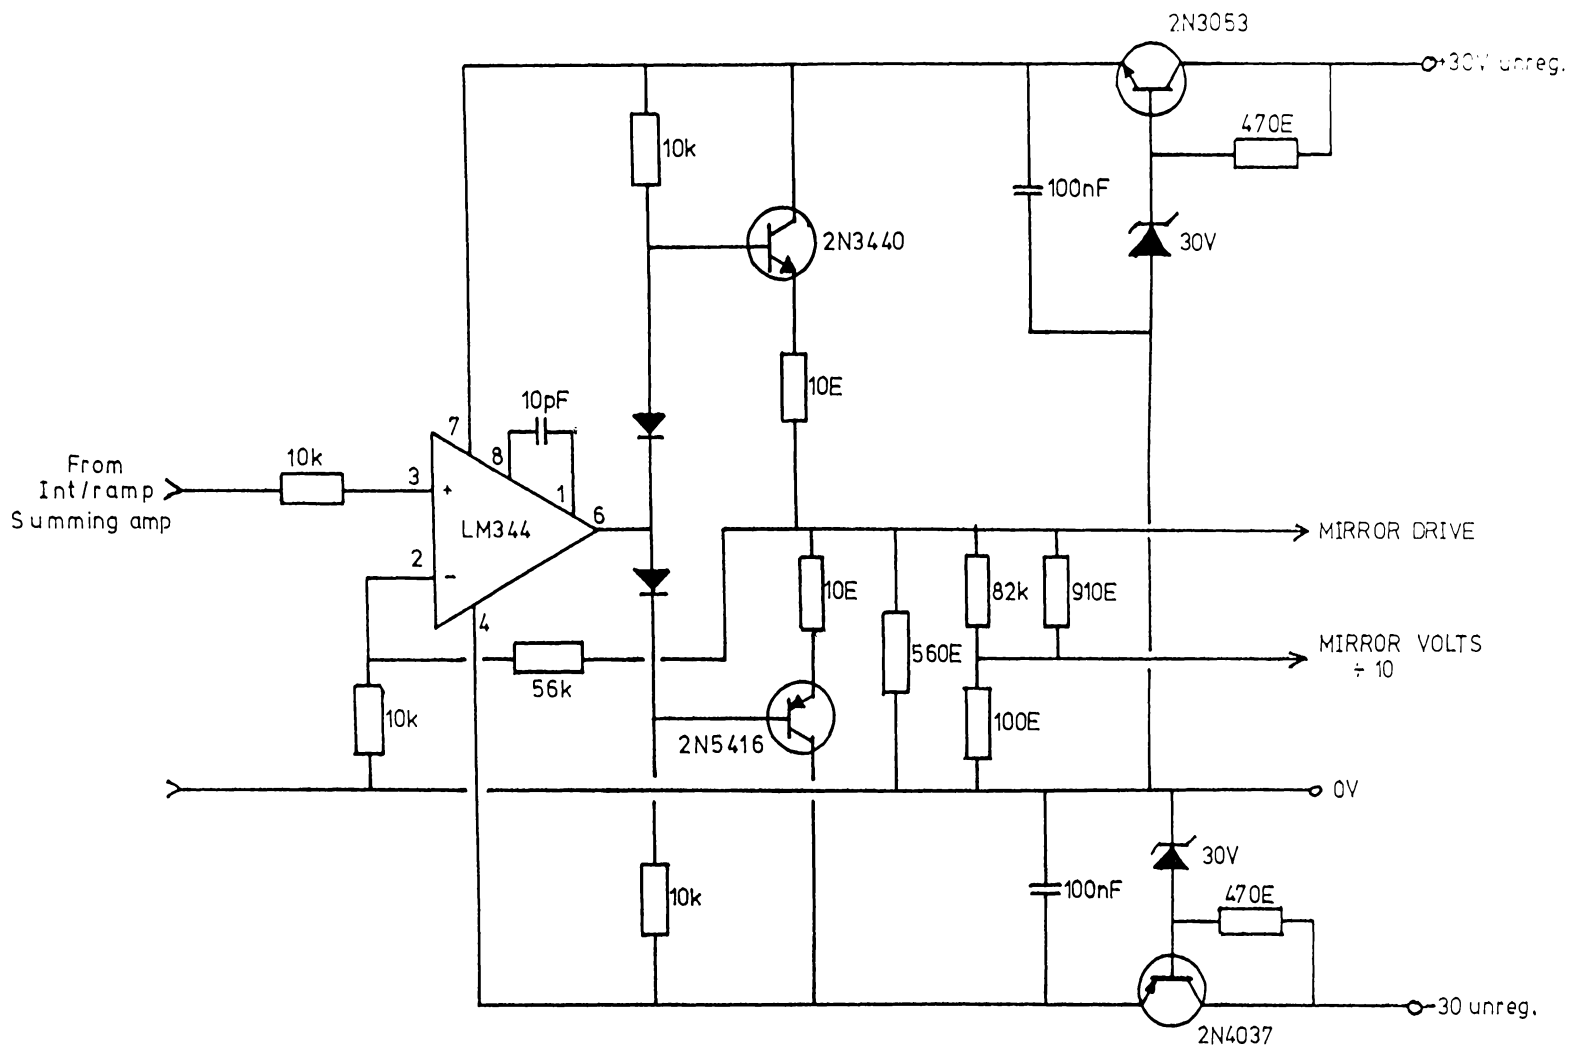 2N3053
+30V unreg.
470E
10k
100nF
2N3440
30V
10E
10pF
7
8
From
Int/ramp
Summing amp
10k
3
+
1
6
LM344
MIRROR DRIVE
2
-
10E
82k
910E
4
560E
MIRROR VOLTS
÷ 10
56k
10k
2N5416
100E
0V
30V
10k
100nF
470E
-30 unreg.
2N4037